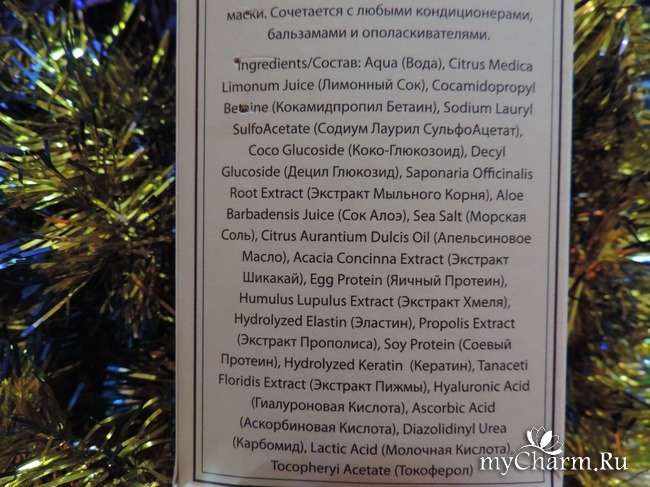 маски. Сочетается с любыми кондиционерами,
бальзамами и ополаскивателями.
Ingredients/Состав: Aqua (Вода), Citrus Medica
Limonum Juice (Лимонный Сок), Cocamidopropyl
Betaine (Кокамидпропил Бетаин), Sodium Lauryl
SulfoAcetate (Содиум Лаурил СульфоАцетат),
Coco Glucoside (Коко-Глюкозоид), Decyl
Glucoside (Децил Глюкозид), Saponaria Officinalis
Root Extract (Экстракт Мыльного Корня), Aloe
Barbadensis Juice (Сок Алоэ), Sea Salt (Морская
Соль), Citrus Aurantium Dulcis Oil (Апельсиновое
Масло), Acacia Concinna Extract (Экстракт
Шикакай), Egg Protein (Яичный Протеин),
Humulus Lupulus Extract (Экстракт Хмеля),
Hydrolyzed Elastin (Эластин), Propolis Extract
(Экстракт Прополиса), Soy Protein (Соевый
Протеин), Hydrolyzed Keratin (Кератин), Tanaceti
Floridis Extract (Экстракт Пижмы), Hyaluronic Acid
(Гиалуроновая Кислота), Ascorbic Acid
(Аскорбиновая Кислота), Diazolidinyl Urea
(Карбомид), Lactic Acid (Молочная Кислота),
Tocopheryi Acetate (Токоферол)
myCharm.Ru